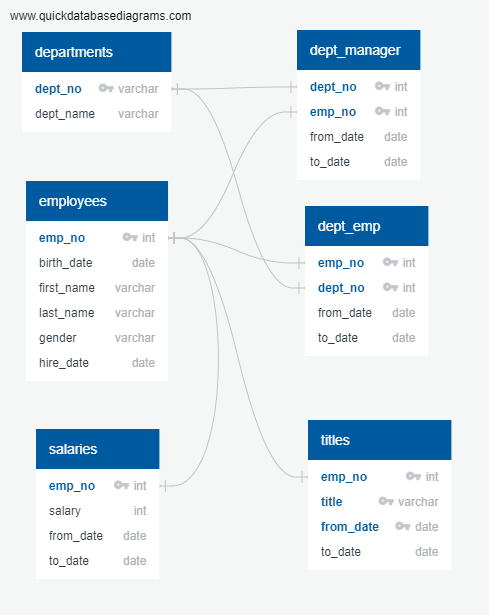 www.quickdatabasediagrams.com
departments
dept_no varchar
dept_name varchar
dept_manager
dept_no int
emp_no int
from_date date
to_date date
employees
emp_no int
birth_date date
first_name varchar
last_name varchar
gender varchar
hire_date date
dept_emp
emp_no int
dept_no int
from_date date
to_date date
salaries
emp_no int
salary int
from_date date
to_date date
titles
emp_no int
title varchar
from_date date
to_date date